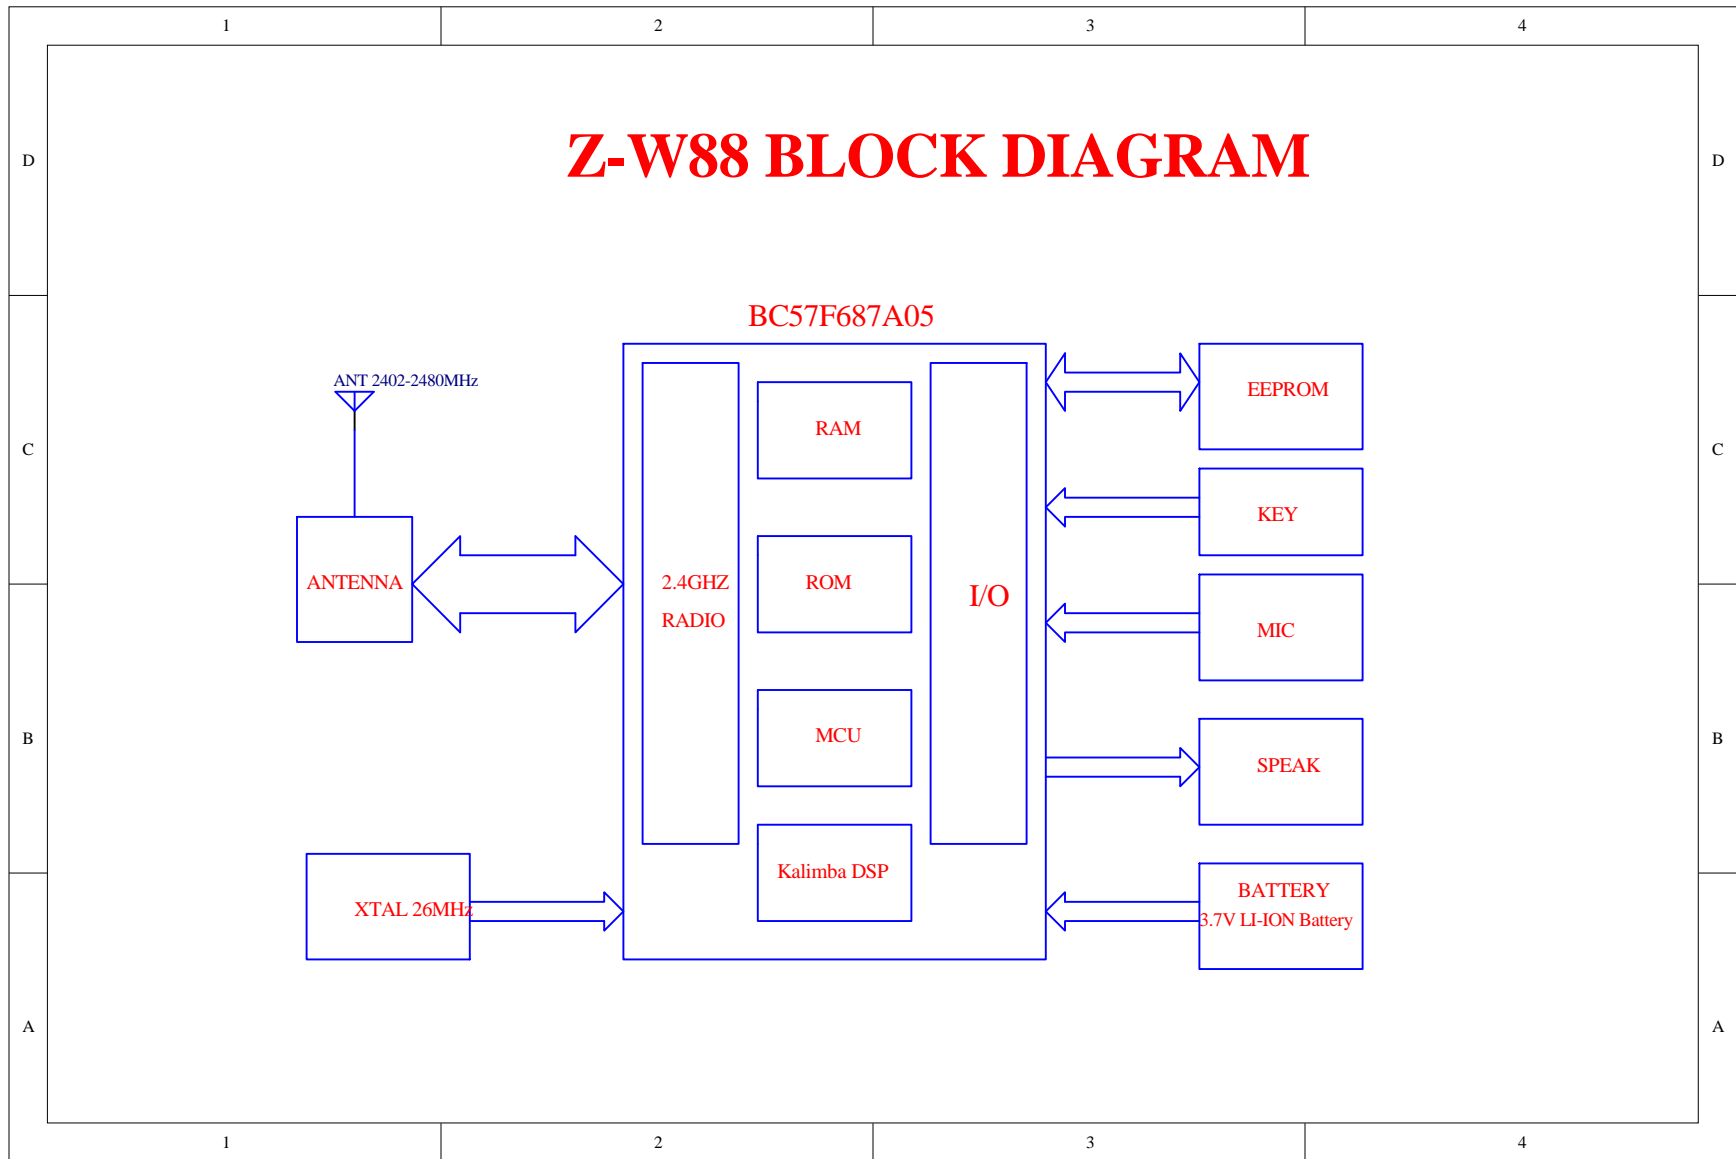 1 2 3 4
Z-W88 BLOCK DIAGRAM
D D
BC57F687A05
ANT 2402-2480MHz
EEPROM
RAM
C C
KEY
ANTENNA
2.4GHZ
RADIO
ROM
I/O
MIC
MCU
B B
SPEAK
Kalimba DSP
XTAL 26MHz
BATTERY
3.7V LI-ION Battery
A A
1 2 3 4